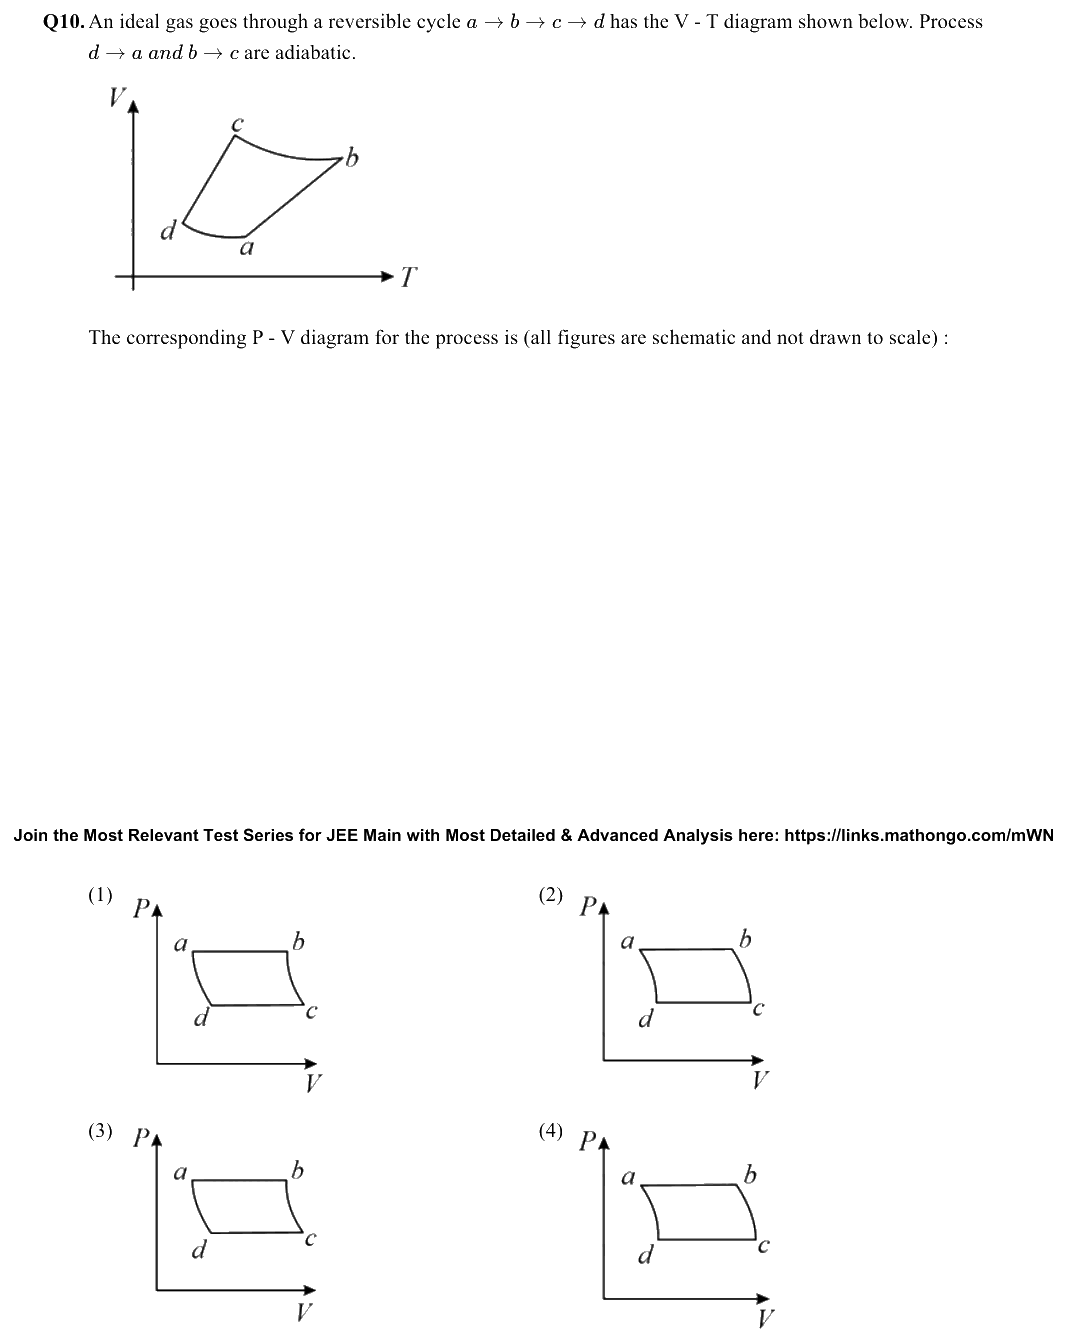 Q10. An ideal gas goes through a reversible cycle a → b → c → d has the V - T diagram shown below. Process
d → a and b → c are adiabatic.
V
c
b
d
a
T
The corresponding P - V diagram for the process is (all figures are schematic and not drawn to scale) :
Join the Most Relevant Test Series for JEE Main with Most Detailed & Advanced Analysis here: https://links.mathongo.com/mWN
(1) P (2) P
a b a b
d c d c
V V
(3) P (4) P
a b a b
d c d c
V V